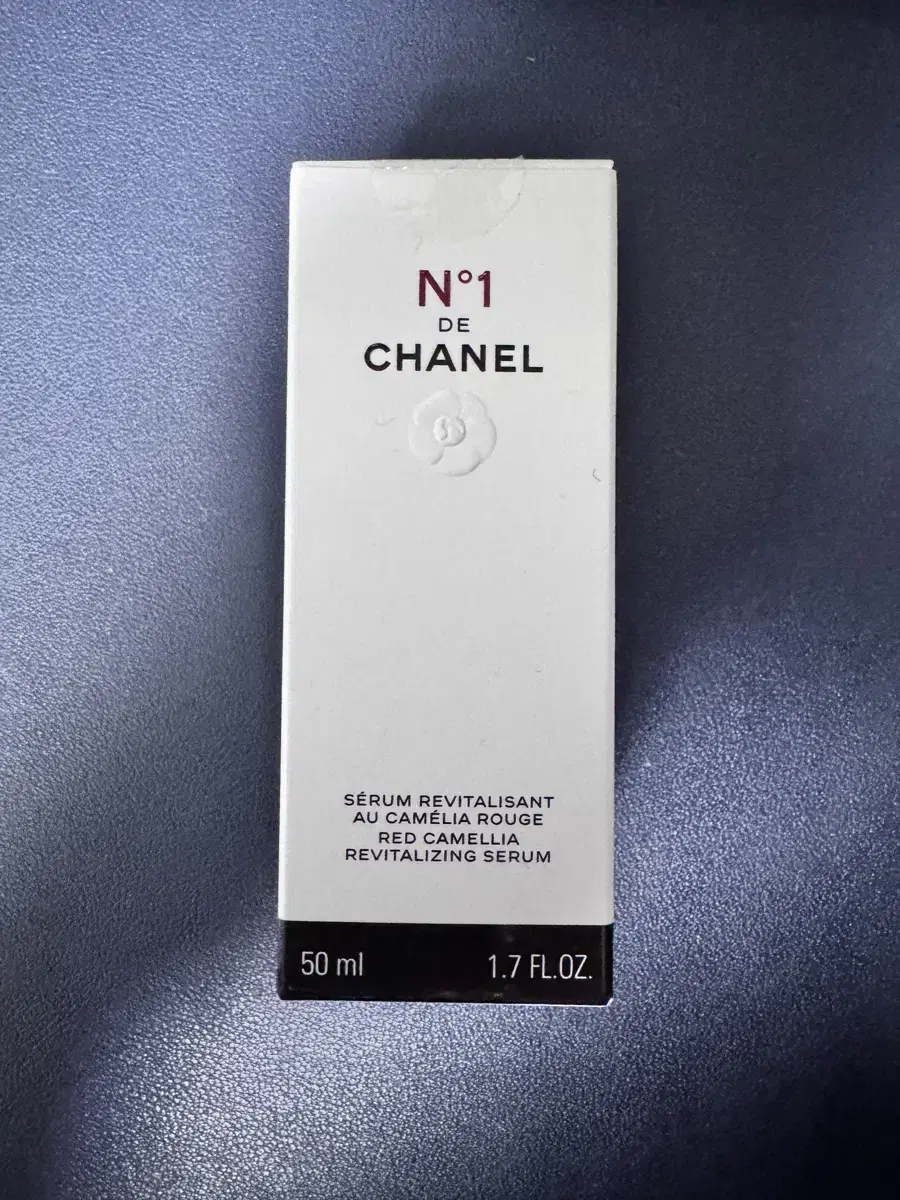 N°1
DE
CHANEL
SÉRUM REVITALISANT
AU CAMÉLIA ROUGE
RED CAMELLIA
REVITALIZING SERUM
50 ml 1.7 FL.OZ.